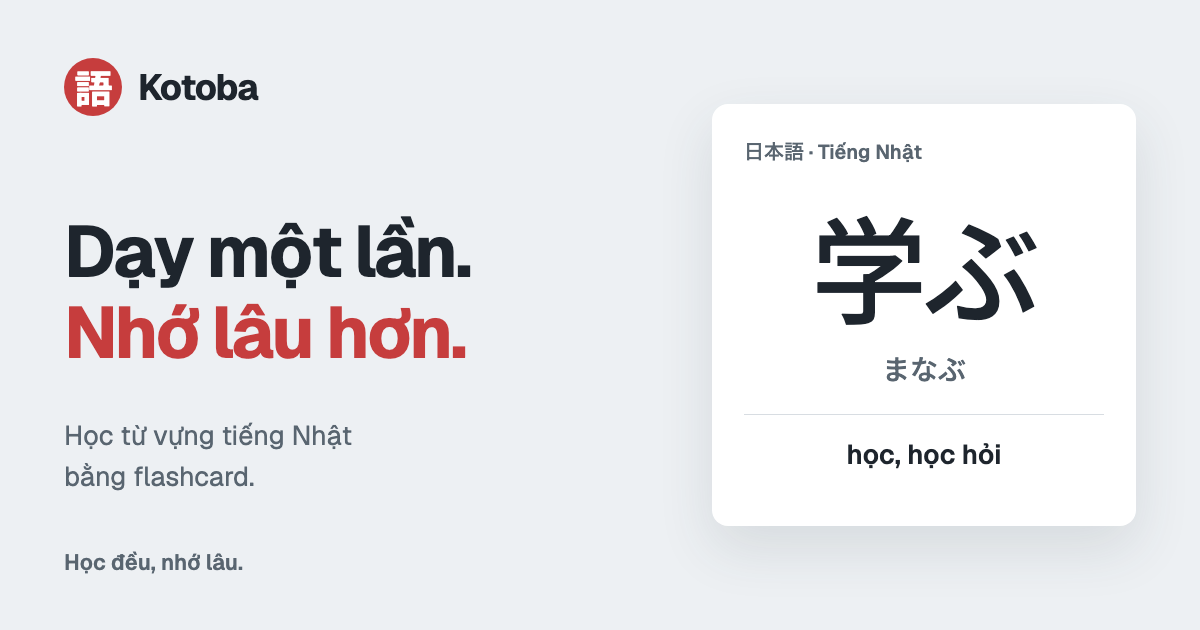 語 Kotoba
Dạy một lần.
Nhớ lâu hơn.
Học từ vựng tiếng Nhật
bằng flashcard.
Học đều, nhớ lâu.
日本語 · Tiếng Nhật
学ぶ
まなぶ
học, học hỏi